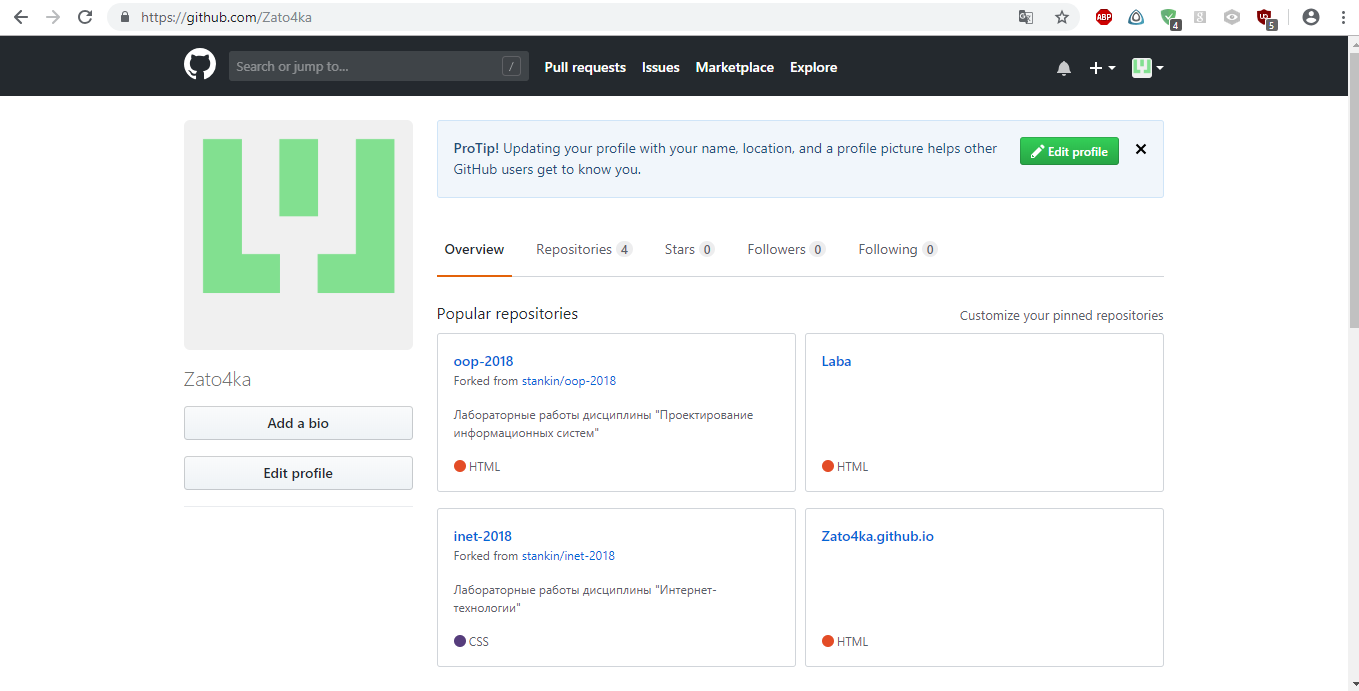 https://github.com/Zato4ka
ABP
4
5
Search or jump to... /
Pull requests Issues Marketplace Explore
ProTip! Updating your profile with your name, location, and a profile picture helps other
GitHub users get to know you.
Edit profile
Overview Repositories 4 Stars 0 Followers 0 Following 0
Popular repositories
Customize your pinned repositories
Zato4ka
Add a bio
Edit profile
oop-2018
Forked from stankin/oop-2018
Лабораторные работы дисциплины "Проектирование
информационных систем"
HTML
Laba
HTML
inet-2018
Forked from stankin/inet-2018
Лабораторные работы дисциплины "Интернет-
технологии"
CSS
Zato4ka.github.io
HTML